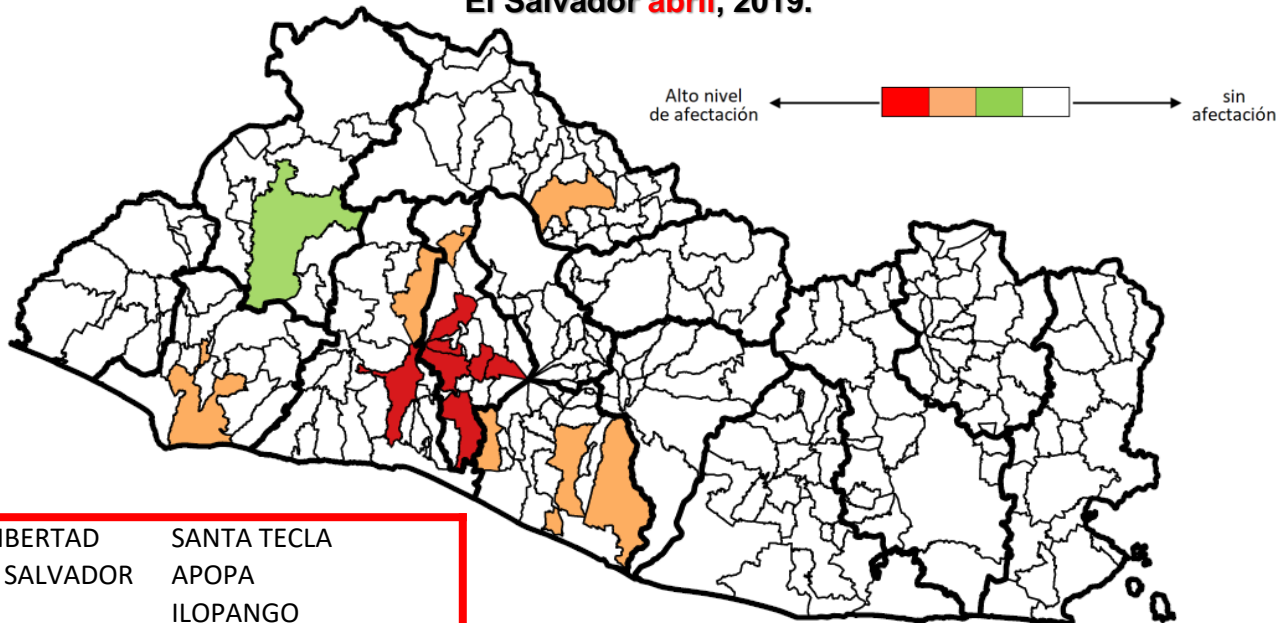 El Salvador abril, 2019.
Alto nivel
de afectación
sin
afectación
IBERTAD SANTA TECLA
SALVADOR APOPA
ILOPANGO